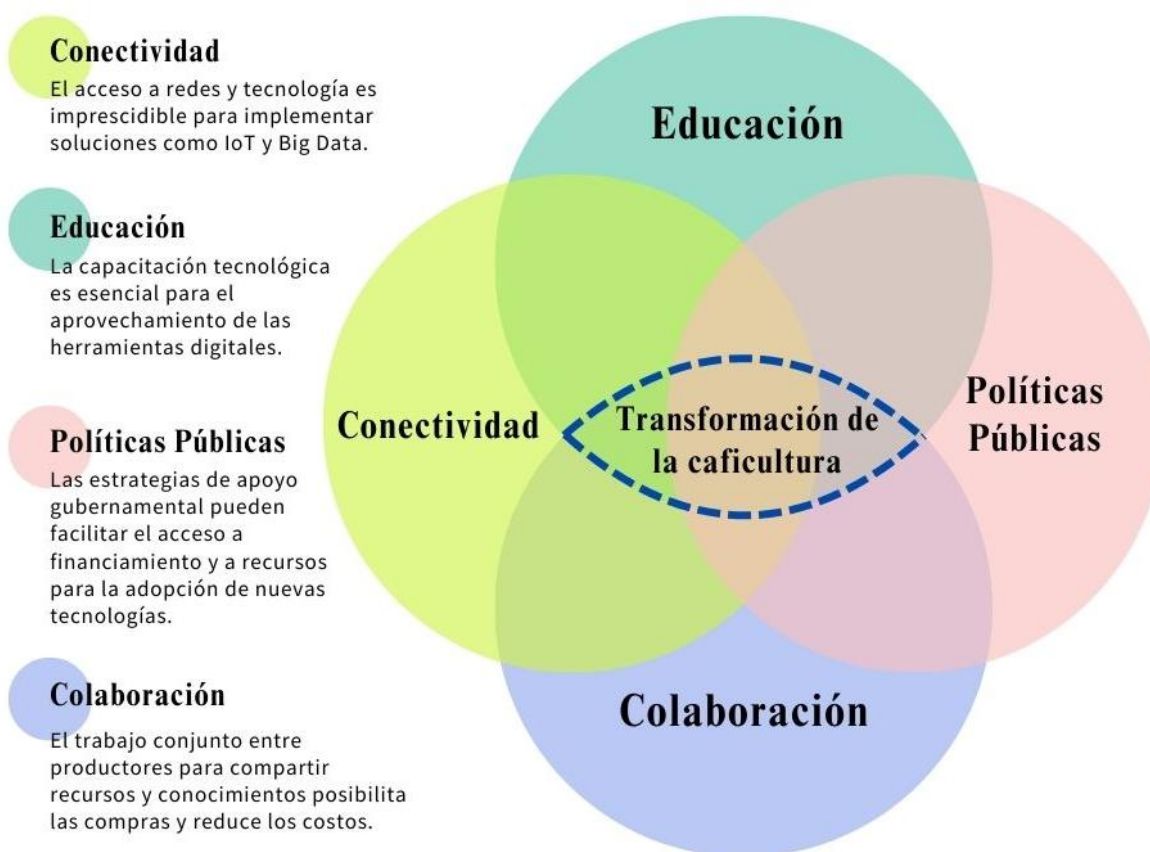 Conectividad
El acceso a redes y tecnología es
imprescidible para implementar
soluciones como IoT y Big Data.
Educación
La capacitación tecnológica
es esencial para el
aprovechamiento de las
herramientas digitales.
Políticas Públicas
Las estrategias de apoyo
gubernamental pueden
facilitar el acceso a
financiamiento y a recursos
para la adopción de nuevas
tecnologías.
Colaboración
El trabajo conjunto entre
productores para compartir
recursos y conocimientos posibilita
las compras y reduce los costos.
Educación
Conectividad
Transformación de
la caficultura
Políticas
Públicas
Colaboración